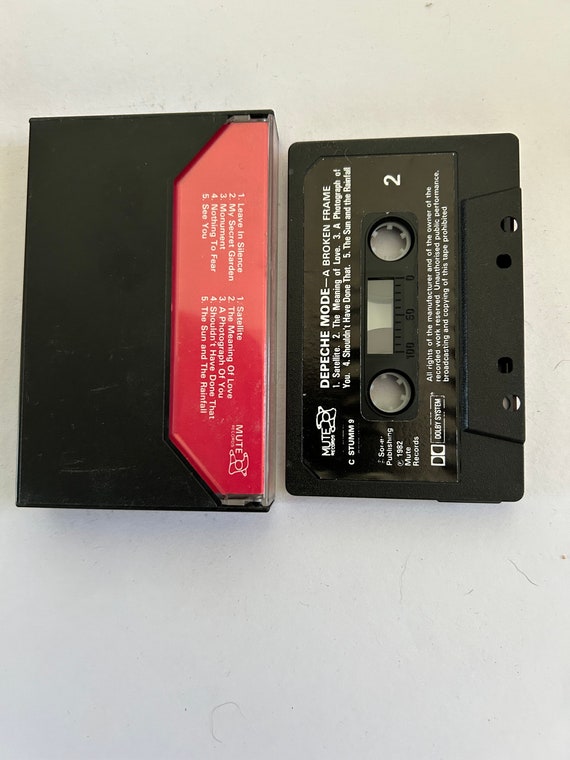 1. Leave In Silence
2. My Secret Garden
3. Monument
4. Nothing To Fear
5. See You
1. Satellite
2. The Meaning Of Love
3. A Photograph Of You
4. Shouldn't Have Done That
5. The Sun and The Rainfall
MUTE
RECORDS
MUTE
RECORDS
DEPECHE MODE—A BROKEN FRAME
1. Satellite. 2. The Meaning of Love. 3. A Photograph of
You. 4. Shouldn't Have Done That. 5. The Sun and the Rainfall
C STUMM 9
2
0 50 100
Publishing
℗ 1982
Mute
Records
DOLBY SYSTEM
All rights of the manufacturer and of the owner of the
recorded work reserved. Unauthorised public performance,
broadcasting and copying of this tape prohibited